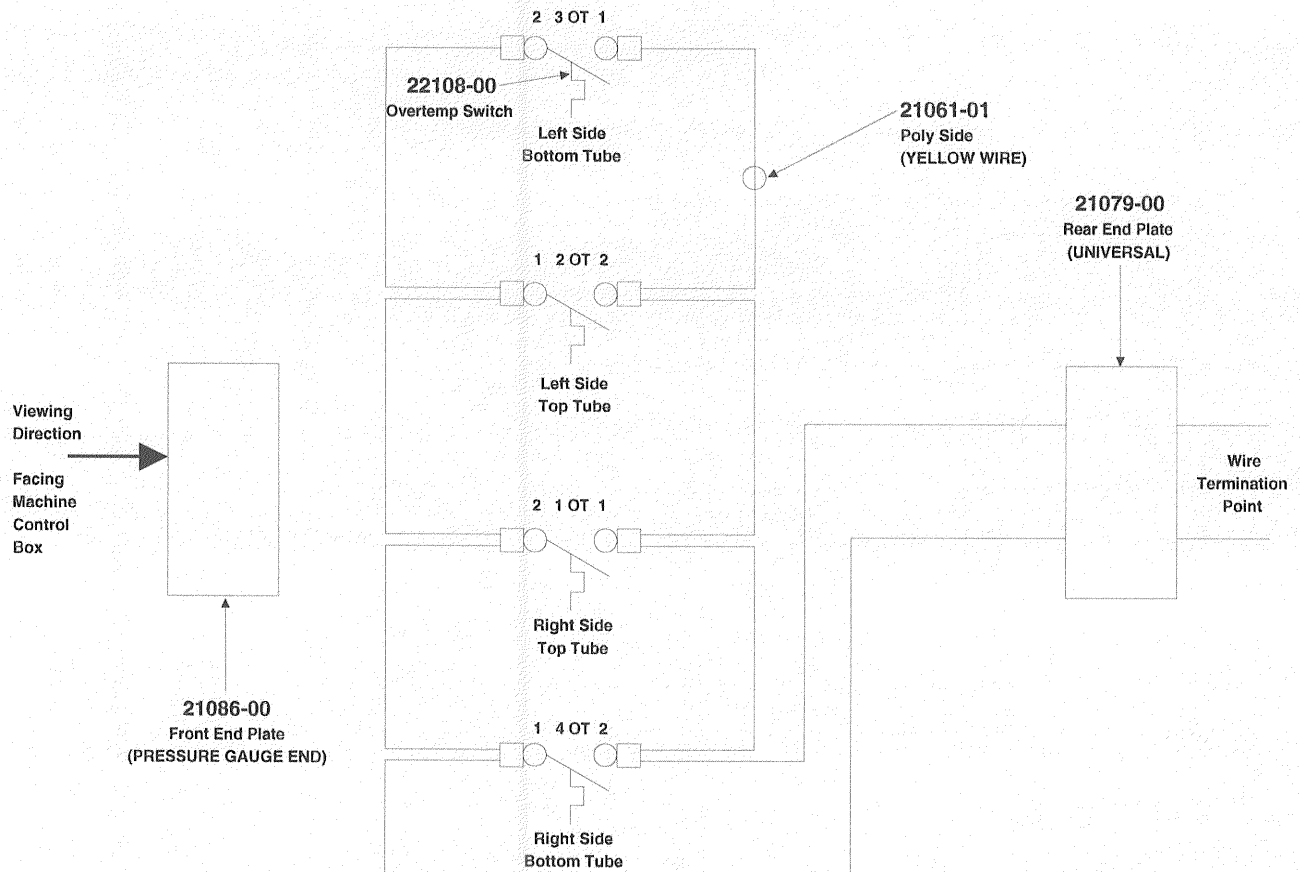 2 3 OT 1
22108-00
Overtemp Switch
Left Side
Bottom Tube
21061-01
Poly Side
(YELLOW WIRE)
21079-00
Rear End Plate
(UNIVERSAL)
1 2 OT 2
Left Side
Top Tube
Viewing
Direction
Facing
Machine
Control
Box
Wire
Termination
Point
2 1 OT 1
Right Side
Top Tube
21086-00
Front End Plate
(PRESSURE GAUGE END)
1 4 OT 2
Right Side
Bottom Tube